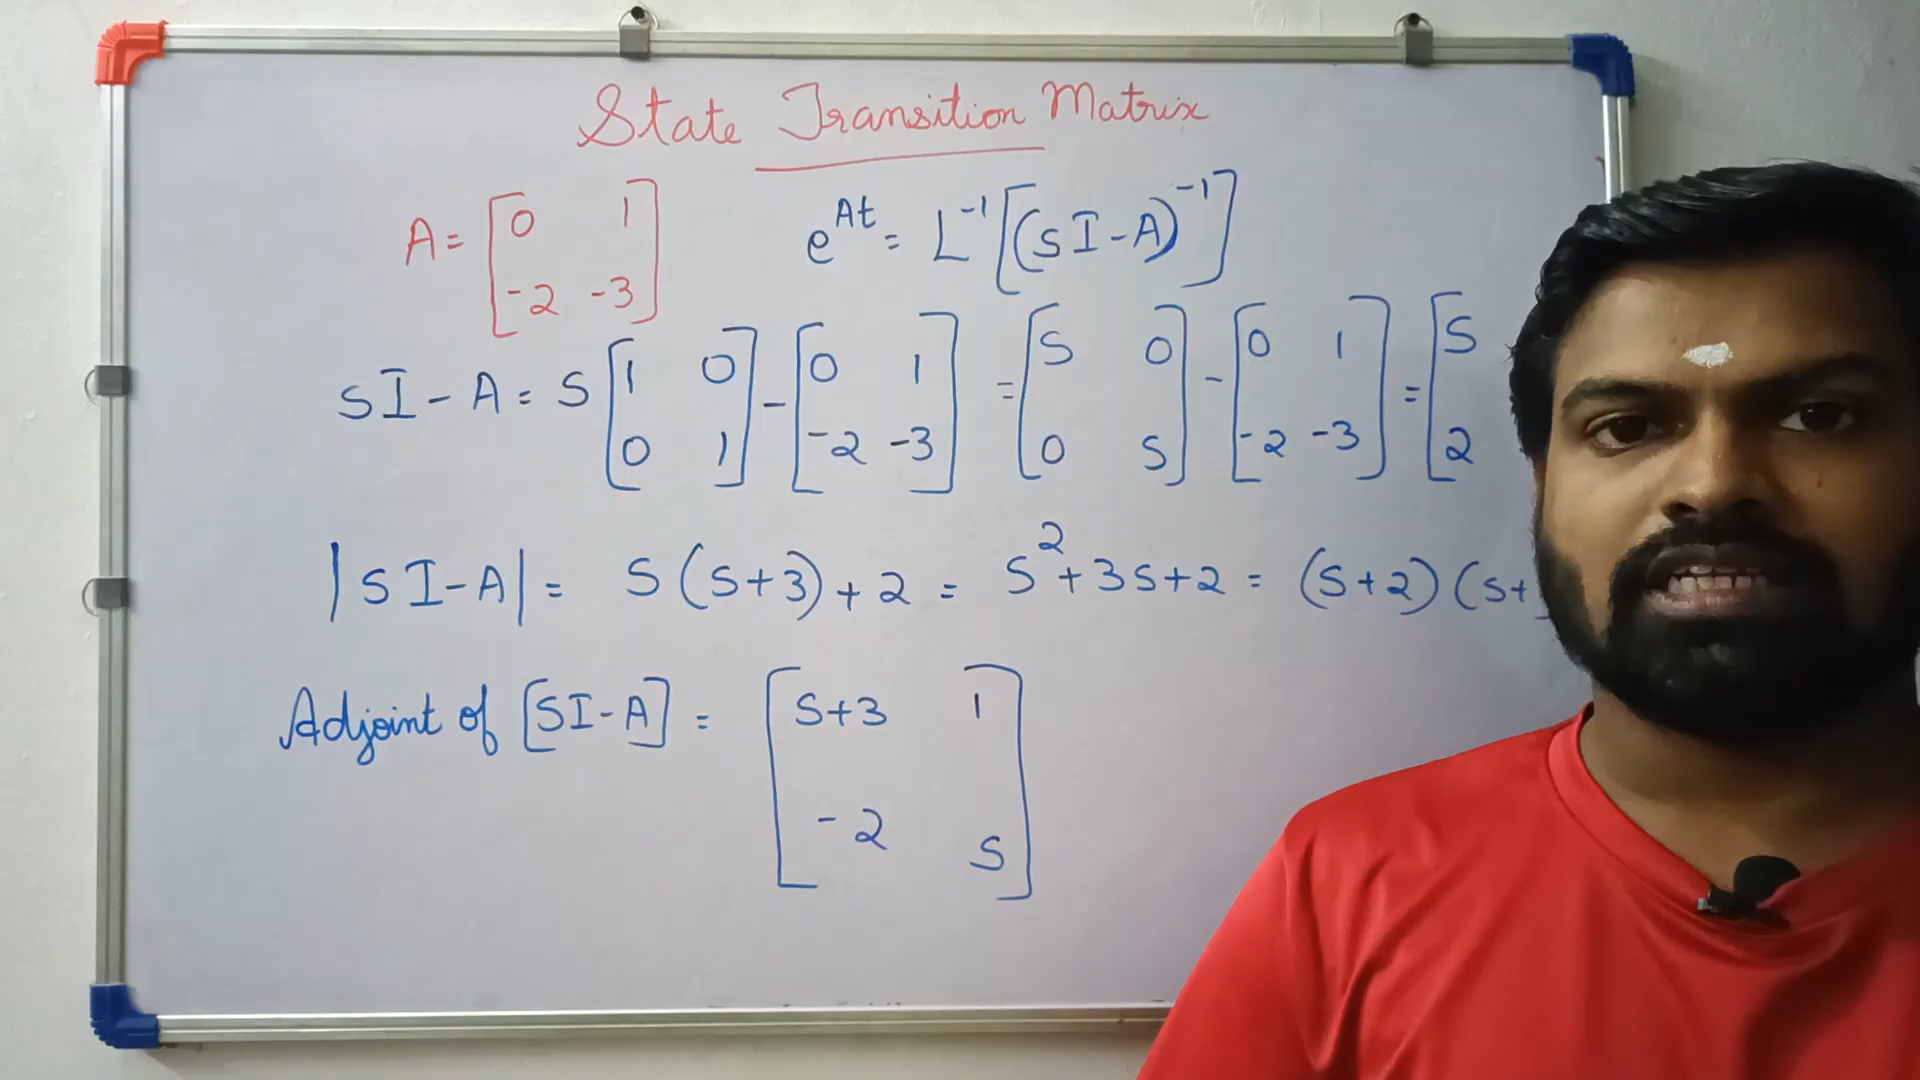 State Transition Matrix
A = [0 1; -2 -3]
e^{At} = L^{-1}[(sI-A)^{-1}]
sI-A = s[1 0; 0 1] - [0 1; -2 -3] = [s 0; 0 s] - [0 1; -2 -3] = [s 2
|sI-A| = s(s+3)+2 = s^2+3s+2 = (s+2)(s+
Adjoint of [sI-A] = [s+3 1; -2 s]